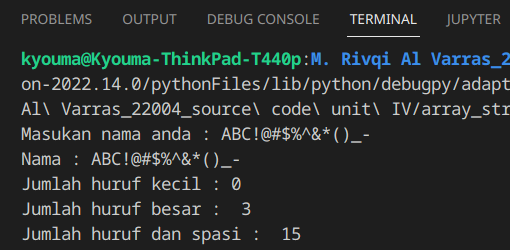 PROBLEMS OUTPUT DEBUG CONSOLE TERMINAL JUPYTER
kyouma@Kyouma-ThinkPad-T440p:M. Rivqi Al Varras_2
on-2022.14.0/pythonFiles/lib/python/debugpy/adapt
Al\ Varras_22004_source\ code\ unit\ IV/array_str
Masukan nama anda : ABC!@#$%^&*()_-
Nama : ABC!@#$%^&*()_-
Jumlah huruf kecil : 0
Jumlah huruf besar :  3
Jumlah huruf dan spasi :  15